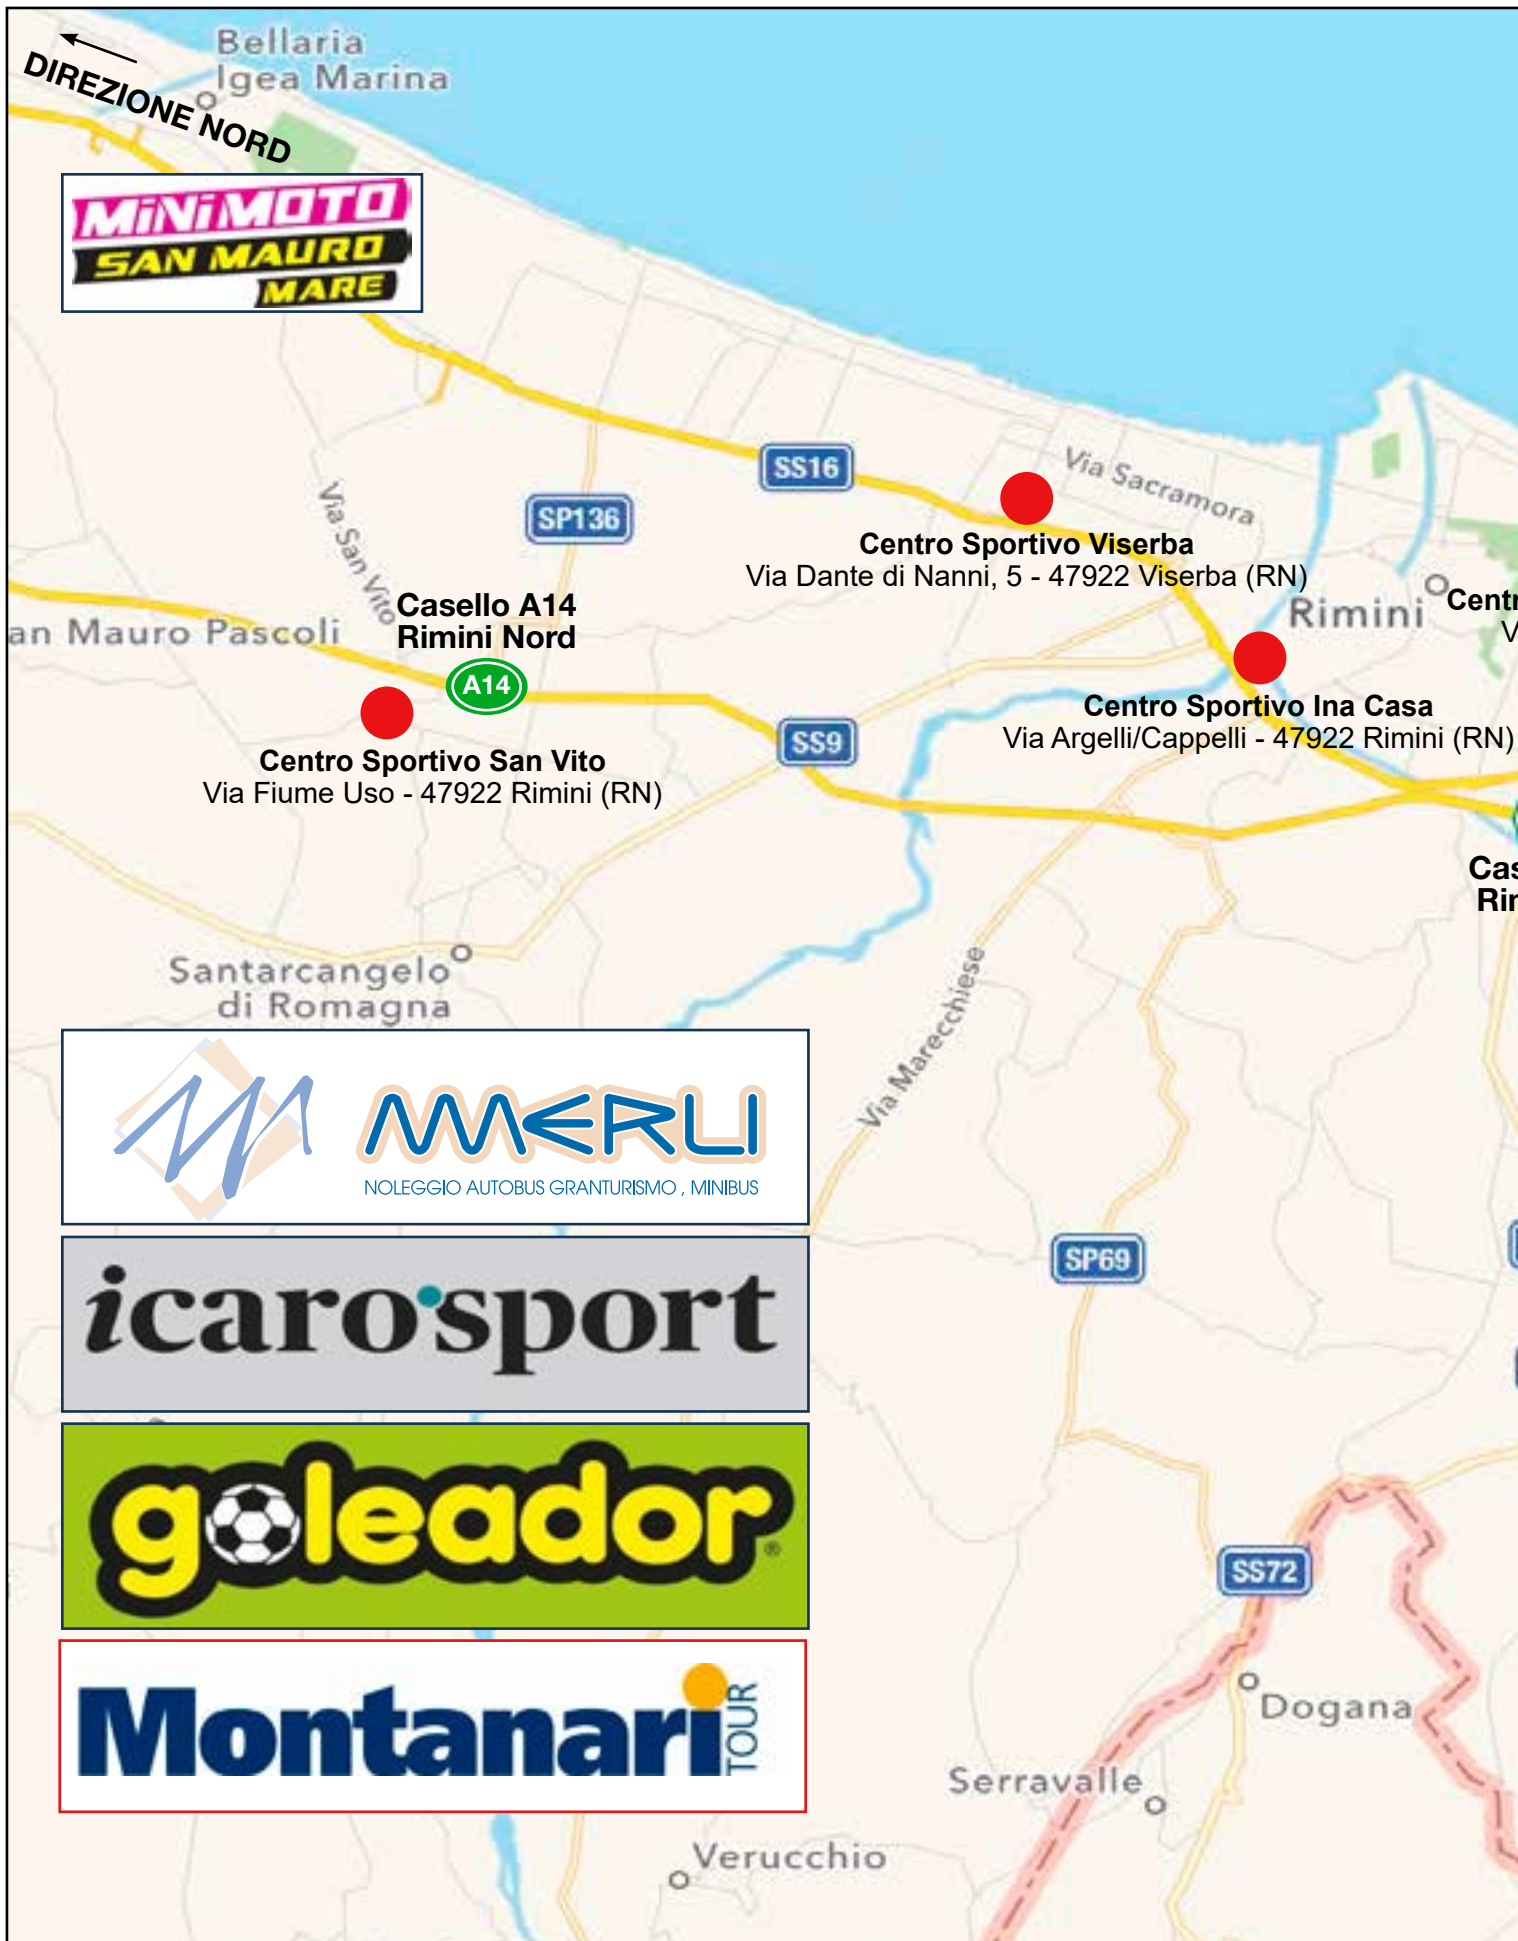 Bellaria
Igea Marina
DIREZIONE NORD
MiNiMOTO
SAN MAURO
MARE
SS16
Via Sacramora
SP136
Via San Vito
Centro Sportivo Viserba
Via Dante di Nanni, 5 - 47922 Viserba (RN)
Casello A14
Rimini Nord
Rimini
Centr
V
an Mauro Pascoli
A14
Centro Sportivo Ina Casa
Via Argelli/Cappelli - 47922 Rimini (RN)
SS9
Centro Sportivo San Vito
Via Fiume Uso - 47922 Rimini (RN)
Cas
Rin
Santarcangelo
di Romagna
Via Marecchiese
MERLI
NOLEGGIO AUTOBUS GRANTURISMO , MINIBUS
SP69
icarosport
goleador®
SS72
Montanari TOUR
Dogana
Serravalle
Verucchio